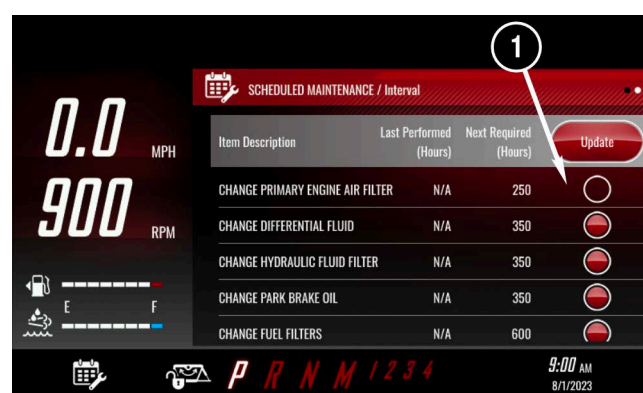 1
SCHEDULED MAINTENANCE / Interval
0.0 MPH
900 RPM
E F
Item Description Last Performed (Hours) Next Required (Hours) Update
CHANGE PRIMARY ENGINE AIR FILTER N/A 250
CHANGE DIFFERENTIAL FLUID N/A 350
CHANGE HYDRAULIC FLUID FILTER N/A 350
CHANGE PARK BRAKE OIL N/A 350
CHANGE FUEL FILTERS N/A 600
P R N M 1 2 3 4
9:00 AM
8/1/2023